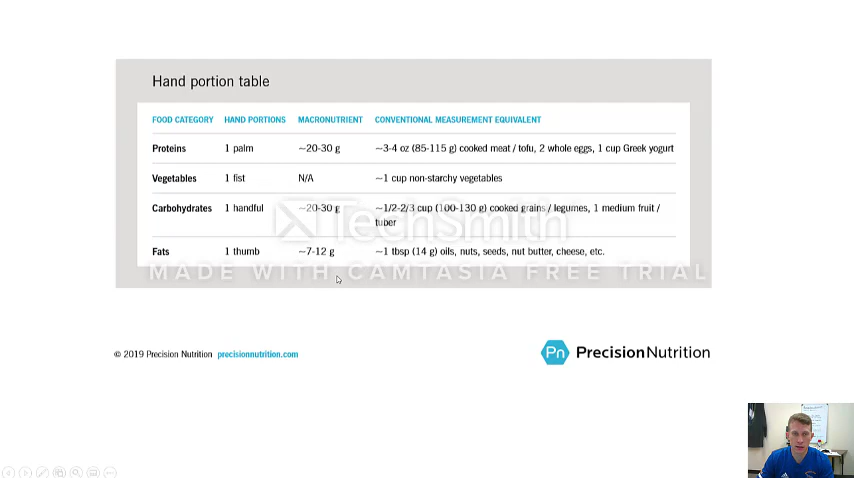 Hand portion table
FOOD CATEGORY HAND PORTIONS MACRONUTRIENT CONVENTIONAL MEASUREMENT EQUIVALENT
Proteins 1 palm ~20-30 g ~3-4 oz (85-115 g) cooked meat / tofu, 2 whole eggs, 1 cup Greek yogurt
Vegetables 1 fist N/A ~1 cup non-starchy vegetables
Carbohydrates 1 handful ~20-30 g ~1/2-2/3 cup (100-130 g) cooked grains / legumes, 1 medium fruit /
tuber
TechSmith
Fats 1 thumb ~7-12 g ~1 tbsp (14 g) oils, nuts, seeds, nut butter, cheese, etc.
MADE WITH CAMTASIA FREE TRIAL
© 2019 Precision Nutrition precisionnutrition.com
Pn PrecisionNutrition